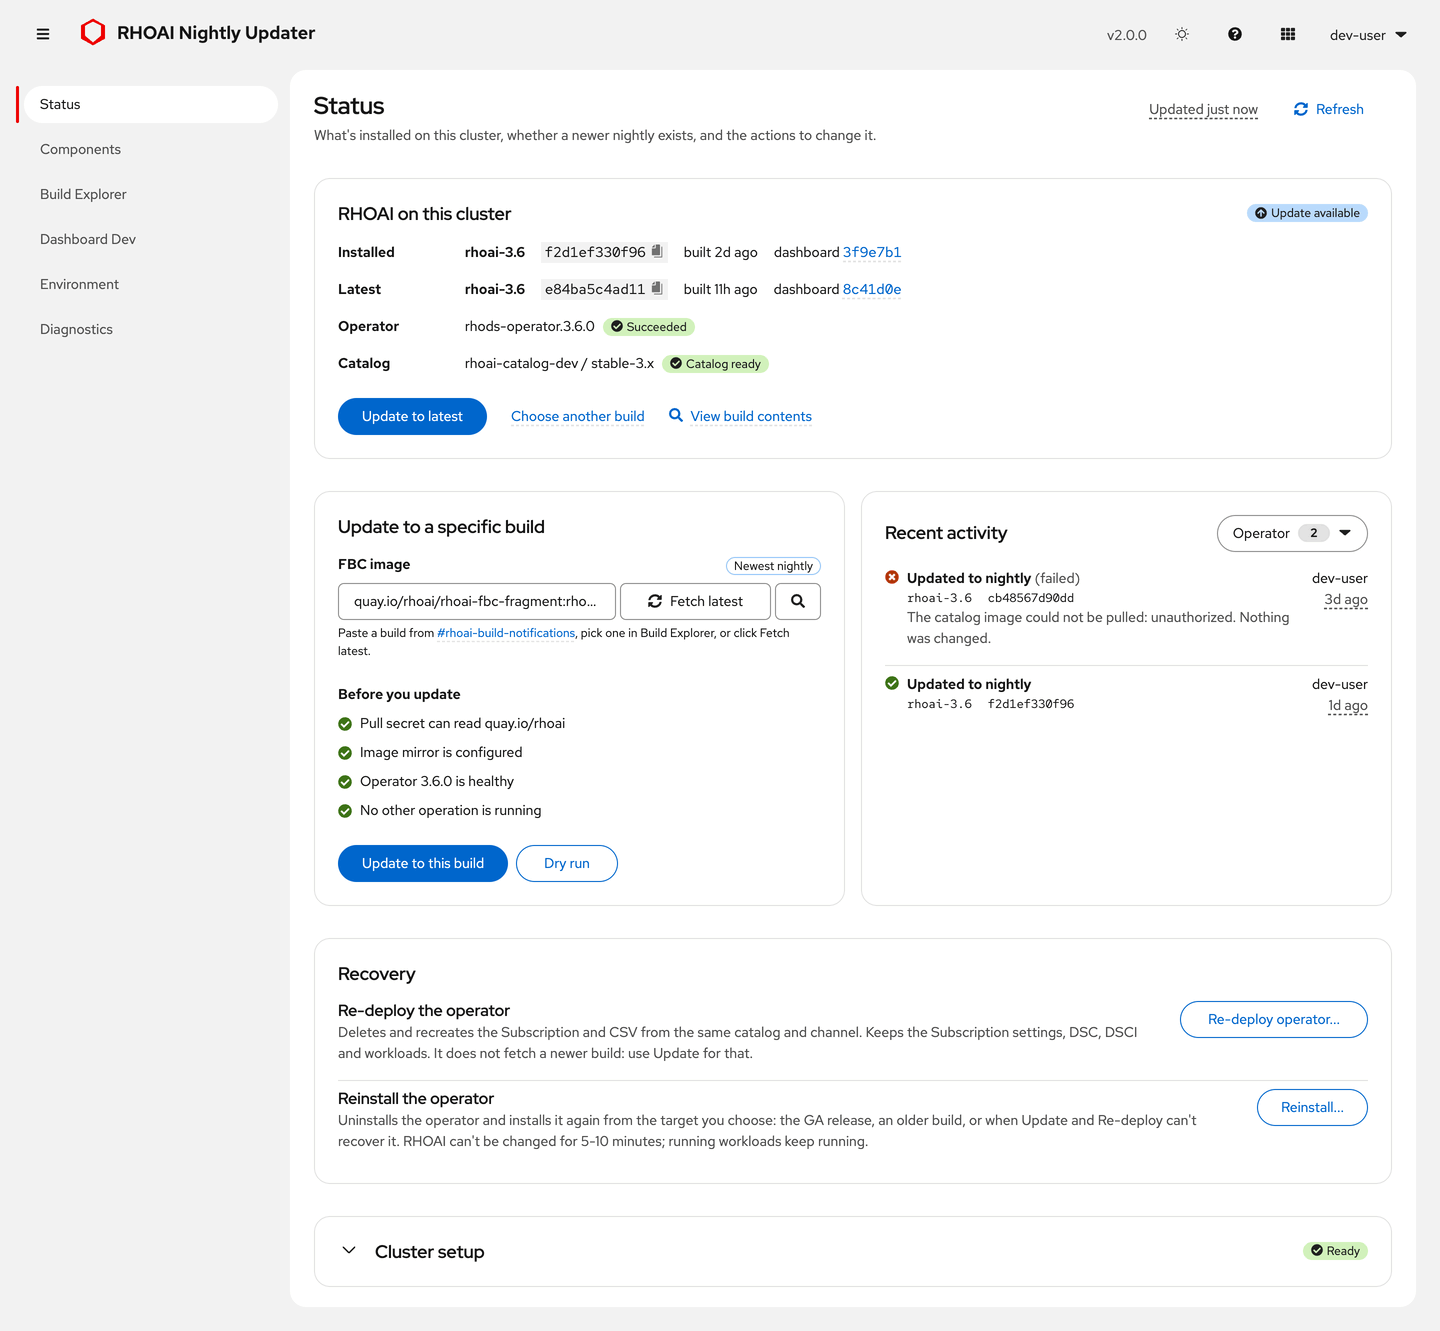 RHOAI Nightly Updater
v2.0.0
dev-user
Status
Components
Build Explorer
Dashboard Dev
Environment
Diagnostics
Status
What's installed on this cluster, whether a newer nightly exists, and the actions to change it.
Updated just now
Refresh
RHOAI on this cluster
Update available
Installed rhoai-3.6 f2d1ef330f96 built 2d ago dashboard 3f9e7b1
Latest rhoai-3.6 e84ba5c4ad11 built 11h ago dashboard 8c41d0e
Operator rhods-operator.3.6.0 Succeeded
Catalog rhoai-catalog-dev / stable-3.x Catalog ready
Update to latest Choose another build View build contents
Update to a specific build
FBC image Newest nightly
quay.io/rhoai/rhoai-fbc-fragment:rho... Fetch latest
Paste a build from #rhoai-build-notifications, pick one in Build Explorer, or click Fetch
latest.
Before you update
Pull secret can read quay.io/rhoai
Image mirror is configured
Operator 3.6.0 is healthy
No other operation is running
Update to this build Dry run
Recent activity
Operator 2
Updated to nightly (failed) dev-user
rhoai-3.6 cb48567d90dd 3d ago
The catalog image could not be pulled: unauthorized. Nothing
was changed.
Updated to nightly dev-user
rhoai-3.6 f2d1ef330f96 1d ago
Recovery
Re-deploy the operator
Deletes and recreates the Subscription and CSV from the same catalog and channel. Keeps the Subscription settings, DSC, DSCI
and workloads. It does not fetch a newer build: use Update for that.
Re-deploy operator...
Reinstall the operator
Uninstalls the operator and installs it again from the target you choose: the GA release, an older build, or when Update and Re-deploy can't
recover it. RHOAI can't be changed for 5-10 minutes; running workloads keep running.
Reinstall...
Cluster setup
Ready